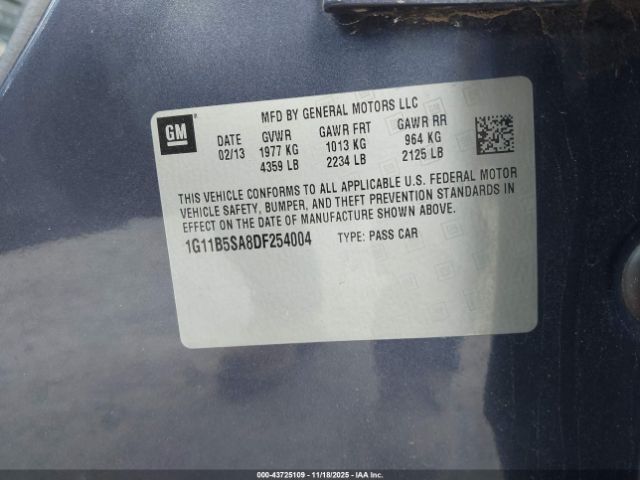 GM
MFD BY GENERAL MOTORS LLC
DATE GVWR GAWR FRT GAWR RR
02/13 1977 KG 1013 KG 964 KG
4359 LB 2234 LB 2125 LB
THIS VEHICLE CONFORMS TO ALL APPLICABLE U.S. FEDERAL MOTOR
VEHICLE SAFETY, BUMPER, AND THEFT PREVENTION STANDARDS IN
EFFECT ON THE DATE OF MANUFACTURE SHOWN ABOVE.
1G11B5SA8DF254004 TYPE: PASS CAR
000-43725109 - 11/18/2025 - IAA, Inc.